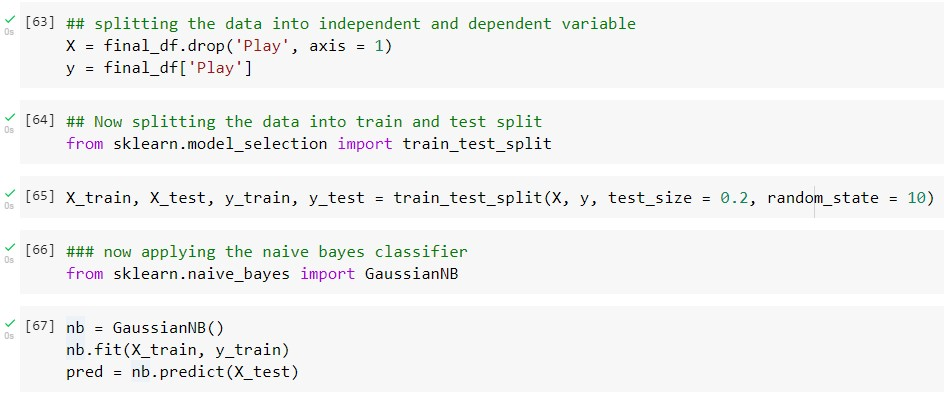 [63] ## splitting the data into independent and dependent variable
0s
X = final_df.drop('Play', axis = 1)
y = final_df['Play']
[64] ## Now splitting the data into train and test split
0s
from sklearn.model_selection import train_test_split
[65] X_train, X_test, y_train, y_test = train_test_split(X, y, test_size = 0.2, random_state = 10)
0s
[66] ### now applying the naive bayes classifier
0s
from sklearn.naive_bayes import GaussianNB
[67] nb = GaussianNB()
0s
nb.fit(X_train, y_train)
pred = nb.predict(X_test)